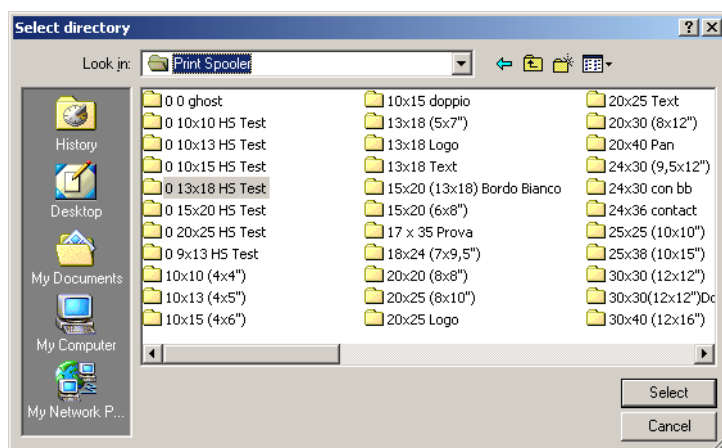 Select directory
Look in: Print Spooler
History
Desktop
My Documents
My Computer
My Network P...
0 0 ghost
0 10x10 HS Test
0 10x13 HS Test
0 10x15 HS Test
0 13x18 HS Test
0 15x20 HS Test
0 20x25 HS Test
0 9x13 HS Test
10x10 (4x4")
10x13 (4x5")
10x15 (4x6")
10x15 doppio
13x18 (5x7")
13x18 Logo
13x18 Text
15x20 (13x18) Bordo Bianco
15x20 (6x8")
17 x 35 Prova
18x24 (7x9,5")
20x20 (8x8")
20x25 (8x10")
20x25 Logo
20x25 Text
20x30 (8x12")
20x40 Pan
24x30 (9,5x12")
24x30 con bb
24x36 contact
25x25 (10x10")
25x38 (10x15")
30x30 (12x12")
30x30(12x12")Do
30x40 (12x16")
Select
Cancel